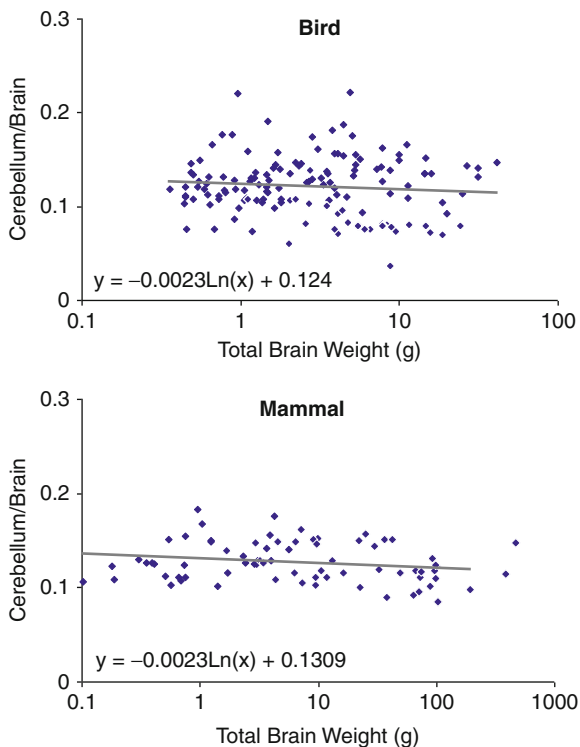 Bird
0.3
0.2
0.1
0
Cerebellum/Brain
y = –0.0023Ln(x) + 0.124
0.1
1
10
100
Total Brain Weight (g)
Mammal
0.3
0.2
0.1
0
Cerebellum/Brain
y = –0.0023Ln(x) + 0.1309
0.1
1
10
100
1000
Total Brain Weight (g)